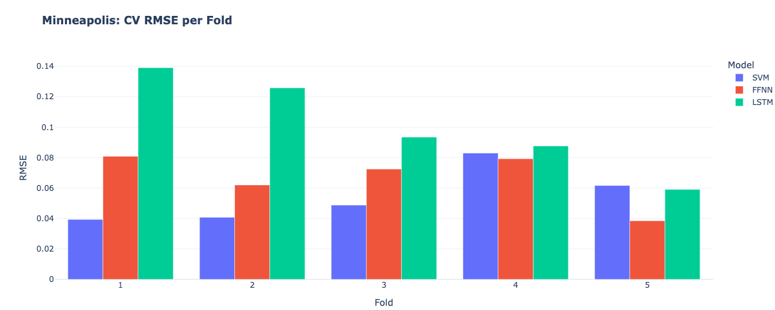 Minneapolis: CV RMSE per Fold
Model
SVM
FFNN
LSTM
RMSE
0.14
0.12
0.1
0.08
0.06
0.04
0.02
0
1 2 3 4 5
Fold